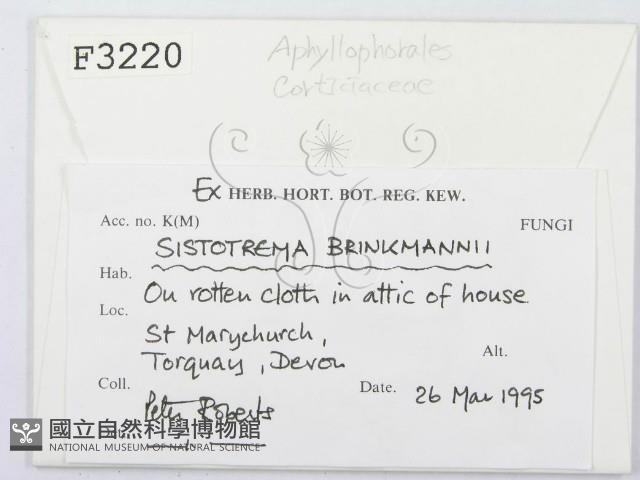 F3220
Aphyllophorales
Corticiaceae
Ex HERB. HORT. BOT. REG. KEW.
Acc. no. K(M)
FUNGI
SISTOTREMA BRINKMANNII
Hab.
On rotten cloth in attic of house
Loc.
St Marychurch,
Torquay, Devon
Alt.
Coll.
Peter Roberts
Date. 26 Mar 1995
國立自然科學博物館
NATIONAL MUSEUM OF NATURAL SCIENCE